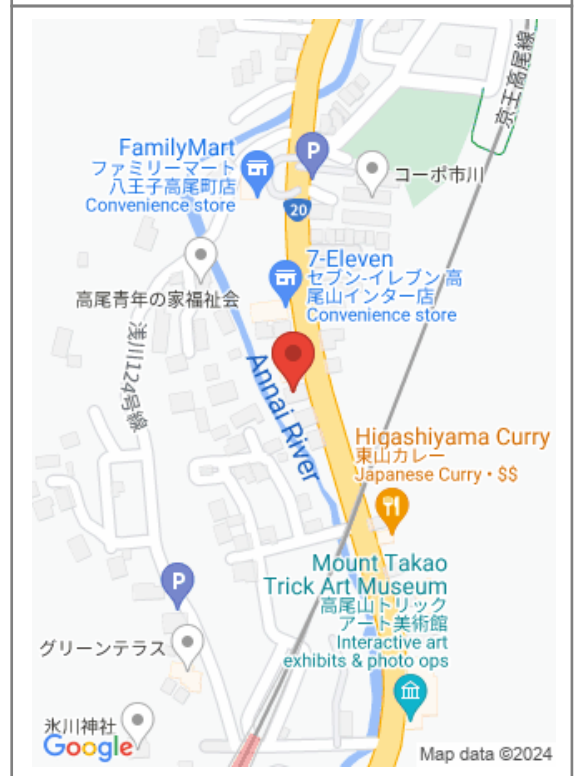 京王高尾線
FamilyMart
ファミリーマート
八王子高尾町店
Convenience store
P
コーポ市川
20
7-Eleven
セブン-イレブン 高
尾山インター店
Convenience store
高尾青年の家福祉会
浅川124号線
Annai River
Higashiyama Curry
東山カレー
Japanese Curry • $$
P
Mount Takao
Trick Art Museum
高尾山トリック
アート美術館
Interactive art
exhibits & photo ops
グリーンテラス
氷川神社
Google
Map data ©2024